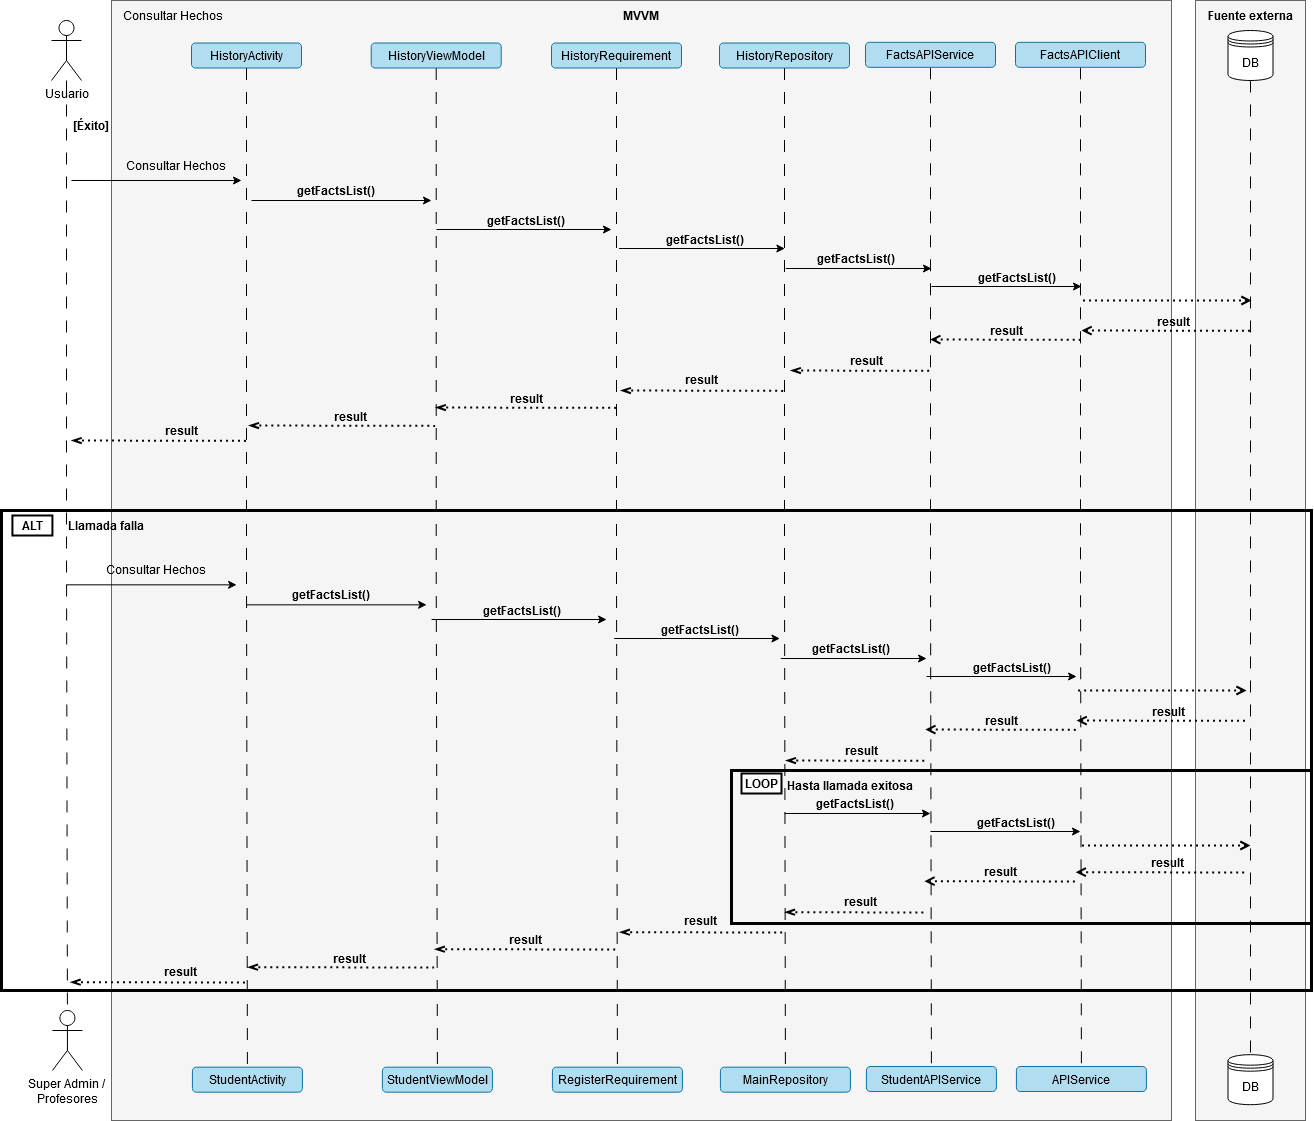 Consultar Hechos
MVVM
Fuente externa
HistoryActivity
HistoryViewModel
HistoryRequirement
HistoryRepository
FactsAPIService
FactsAPIClient
DB
Usuario
[Éxito]
Consultar Hechos
getFactsList()
getFactsList()
getFactsList()
getFactsList()
getFactsList()
result
result
result
result
result
result
result
ALT
Llamada falla
Consultar Hechos
getFactsList()
getFactsList()
getFactsList()
getFactsList()
getFactsList()
result
result
result
LOOP
Hasta llamada exitosa
getFactsList()
getFactsList()
result
result
result
result
result
result
result
Super Admin /
Profesores
StudentActivity
StudentViewModel
RegisterRequirement
MainRepository
StudentAPIService
APIService
DB